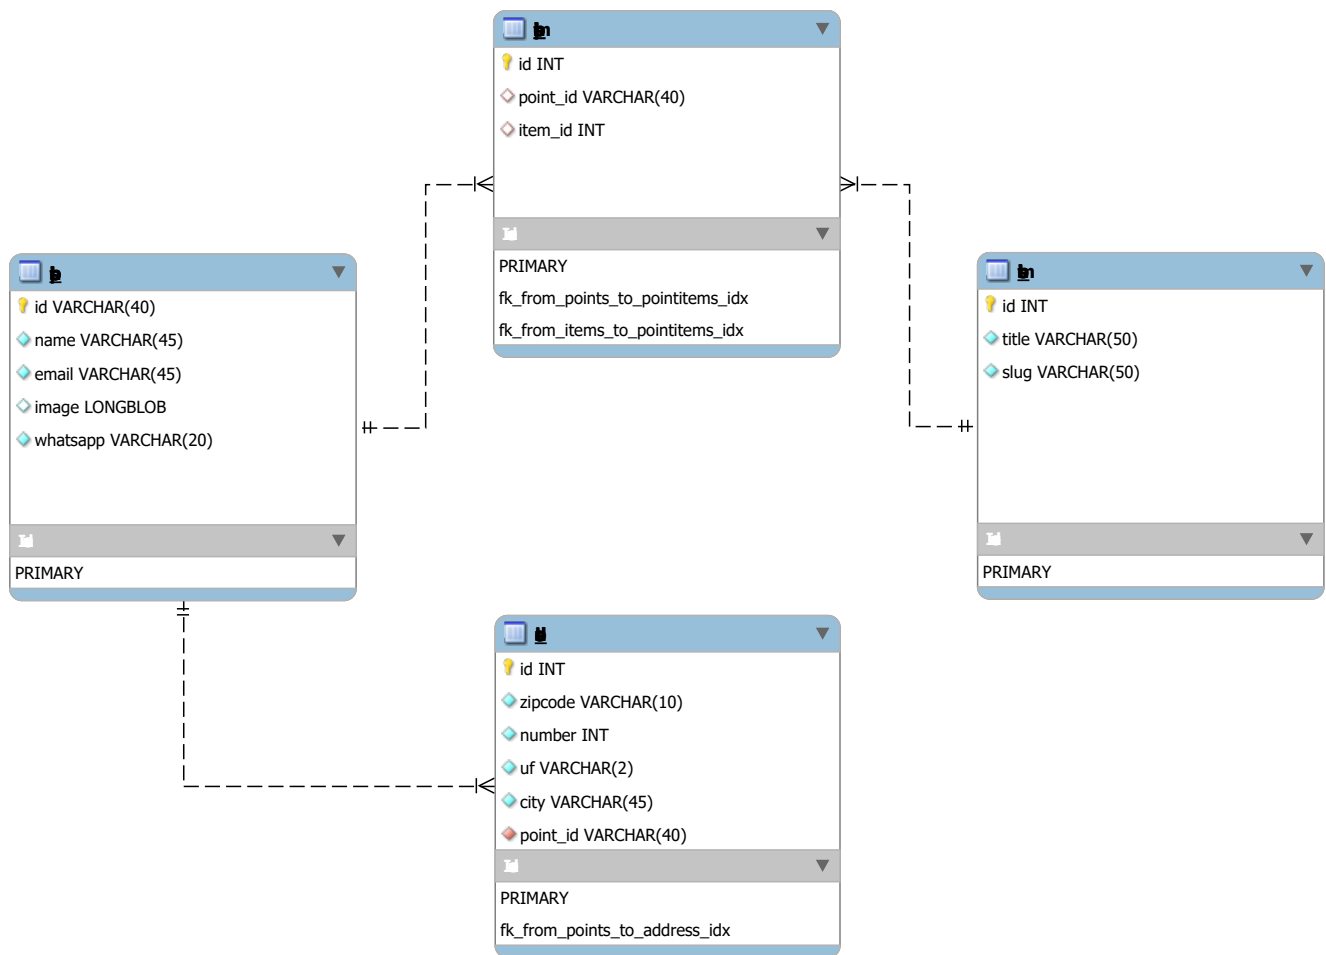 id INT
point_id VARCHAR(40)
item_id INT
PRIMARY
fk_from_points_to_pointitems_idx
fk_from_items_to_pointitems_idx
id VARCHAR(40)
name VARCHAR(45)
email VARCHAR(45)
image LONGBLOB
whatsapp VARCHAR(20)
PRIMARY
id INT
title VARCHAR(50)
slug VARCHAR(50)
PRIMARY
id INT
zipcode VARCHAR(10)
number INT
uf VARCHAR(2)
city VARCHAR(45)
point_id VARCHAR(40)
PRIMARY
fk_from_points_to_address_idx